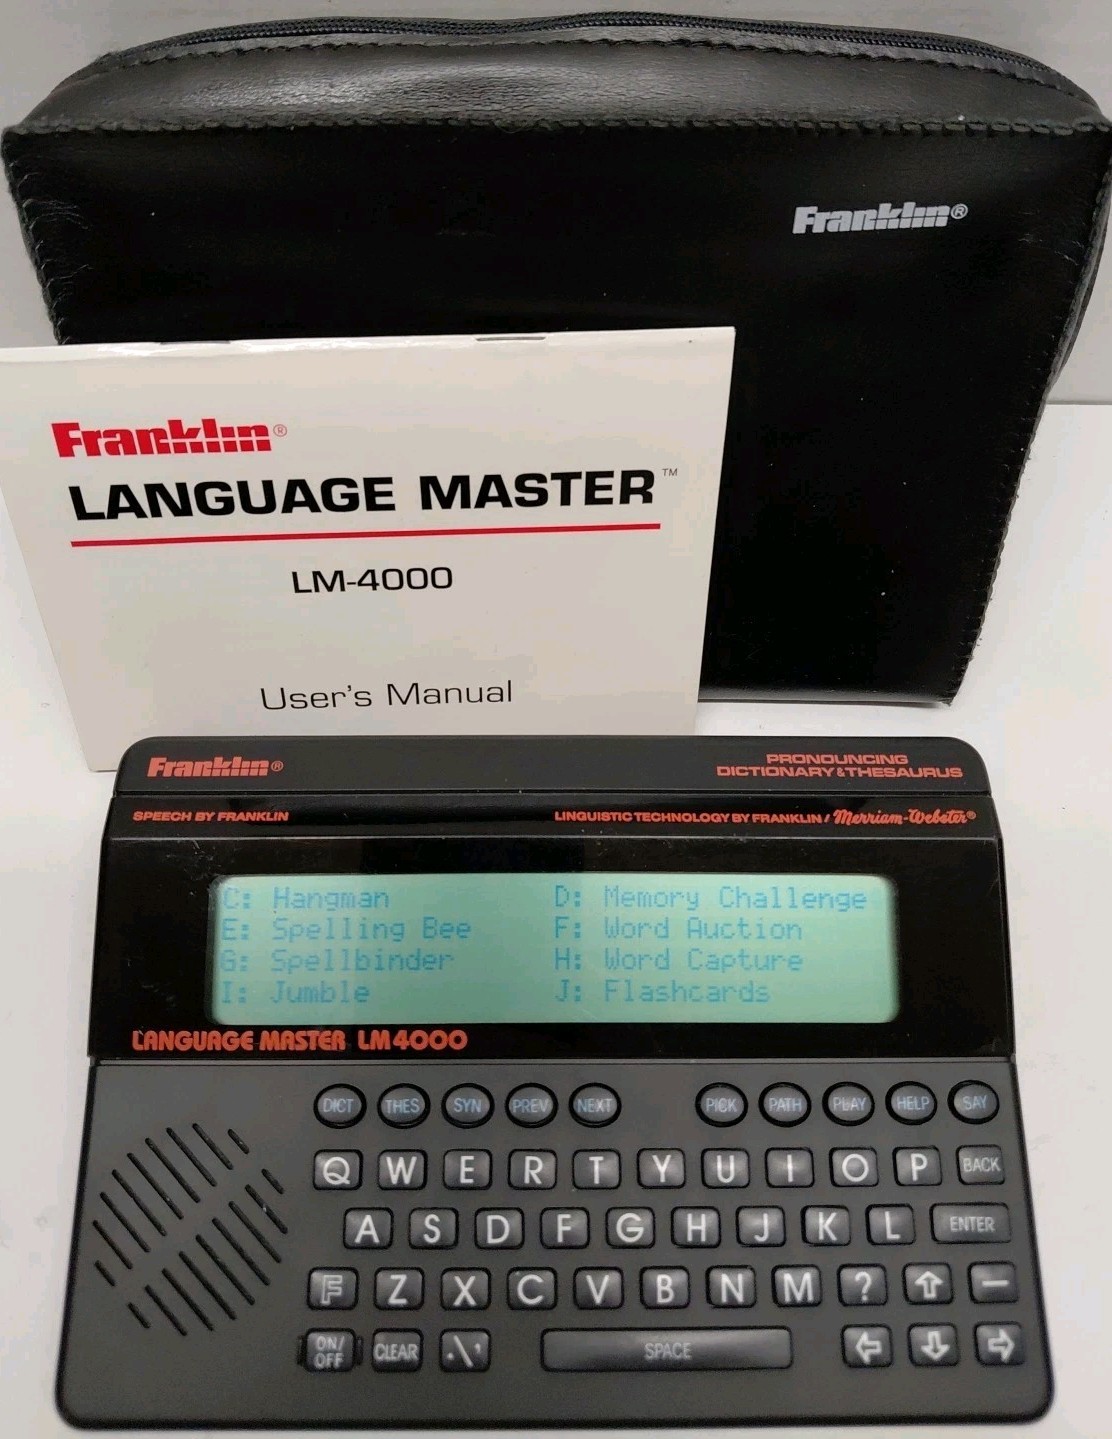 Franklin®
Franklin®
LANGUAGE MASTER™
LM-4000
User's Manual
Franklin®
PRONOUNCING
DICTIONARY & THESAURUS
SPEECH BY FRANKLIN
LINGUISTIC TECHNOLOGY BY FRANKLIN / Merriam-Webster®
C: Hangman D: Memory Challenge
E: Spelling Bee F: Word Auction
G: Spellbinder H: Word Capture
I: Jumble J: Flashcards
LANGUAGE MASTER LM4000
DICT THES SYN PREV NEXT PICK PATH PLAY HELP SAY
Q W E R T Y U I O P BACK
A S D F G H J K L ENTER
F Z X C V B N M ? ⇧ —
ON/
OFF CLEAR .\' SPACE ⇦ ⇩ ⇨